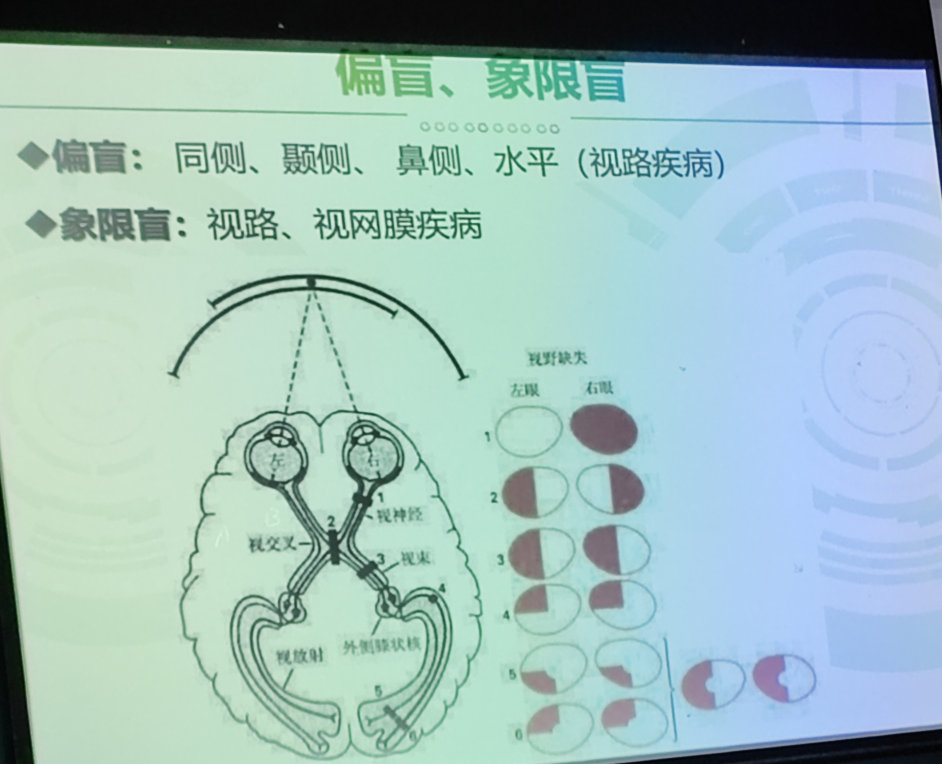 偏盲、象限盲
◆偏盲： 同侧、颞侧、 鼻侧、水平（视路疾病）
◆象限盲：视路、视网膜疾病
视野缺失
左眼 右眼
1
2
3
4
5
6
左 右
1
视神经
2
视交叉
3
视束
4
视放射
外侧膝状核
5
6